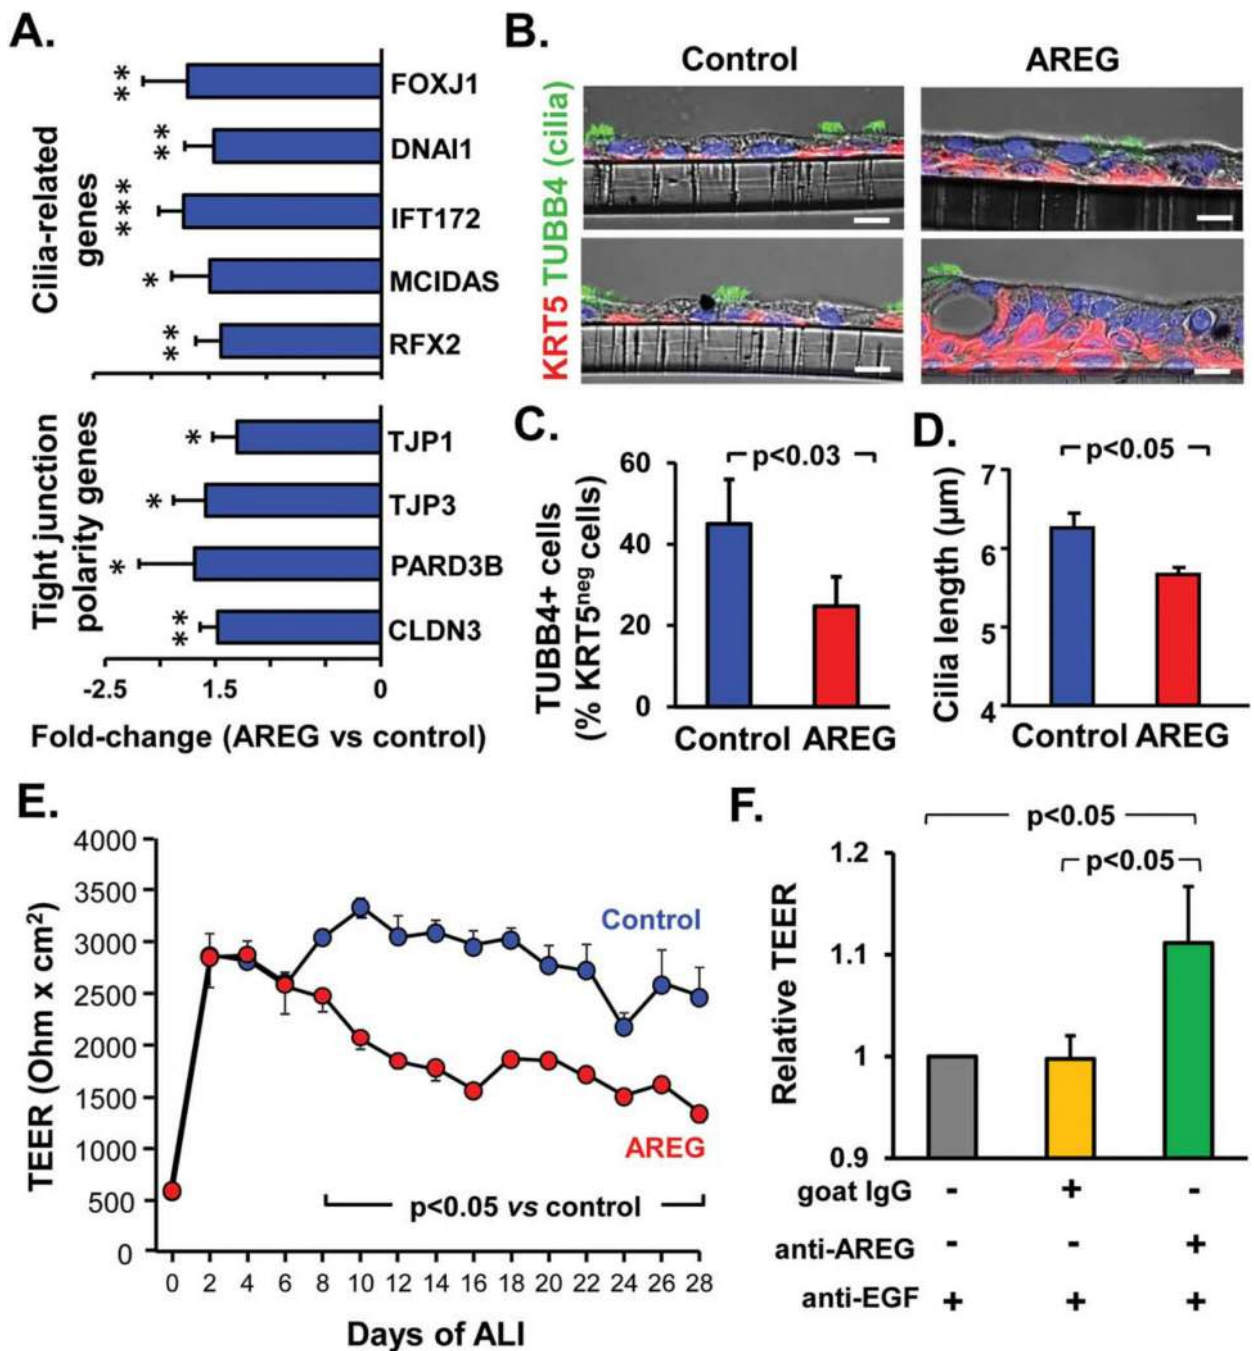 A.
Cilia-related
genes
**
FOXJ1
**
DNAI1
***
IFT172
*
MCIDAS
**
RFX2
Tight junction
polarity genes
*
TJP1
*
TJP3
*
PARD3B
**
CLDN3
-2.5 1.5 0
Fold-change (AREG vs control)
B.
Control AREG
KRT5 TUBB4 (cilia)
C.
TUBB4+ cells
(% KRT5neg cells)
60
40
20
0
p<0.03
Control AREG
D.
Cilia length (µm)
7
6
5
4
p<0.05
Control AREG
E.
TEER (Ohm x cm2)
4000
3500
3000
2500
2000
1500
1000
500
0
Control
AREG
p<0.05 vs control
0 2 4 6 8 10 12 14 16 18 20 22 24 26 28
Days of ALI
F.
p<0.05
p<0.05
Relative TEER
1.2
1.1
1
0.9
goat IgG - + -
anti-AREG - - +
anti-EGF + + +